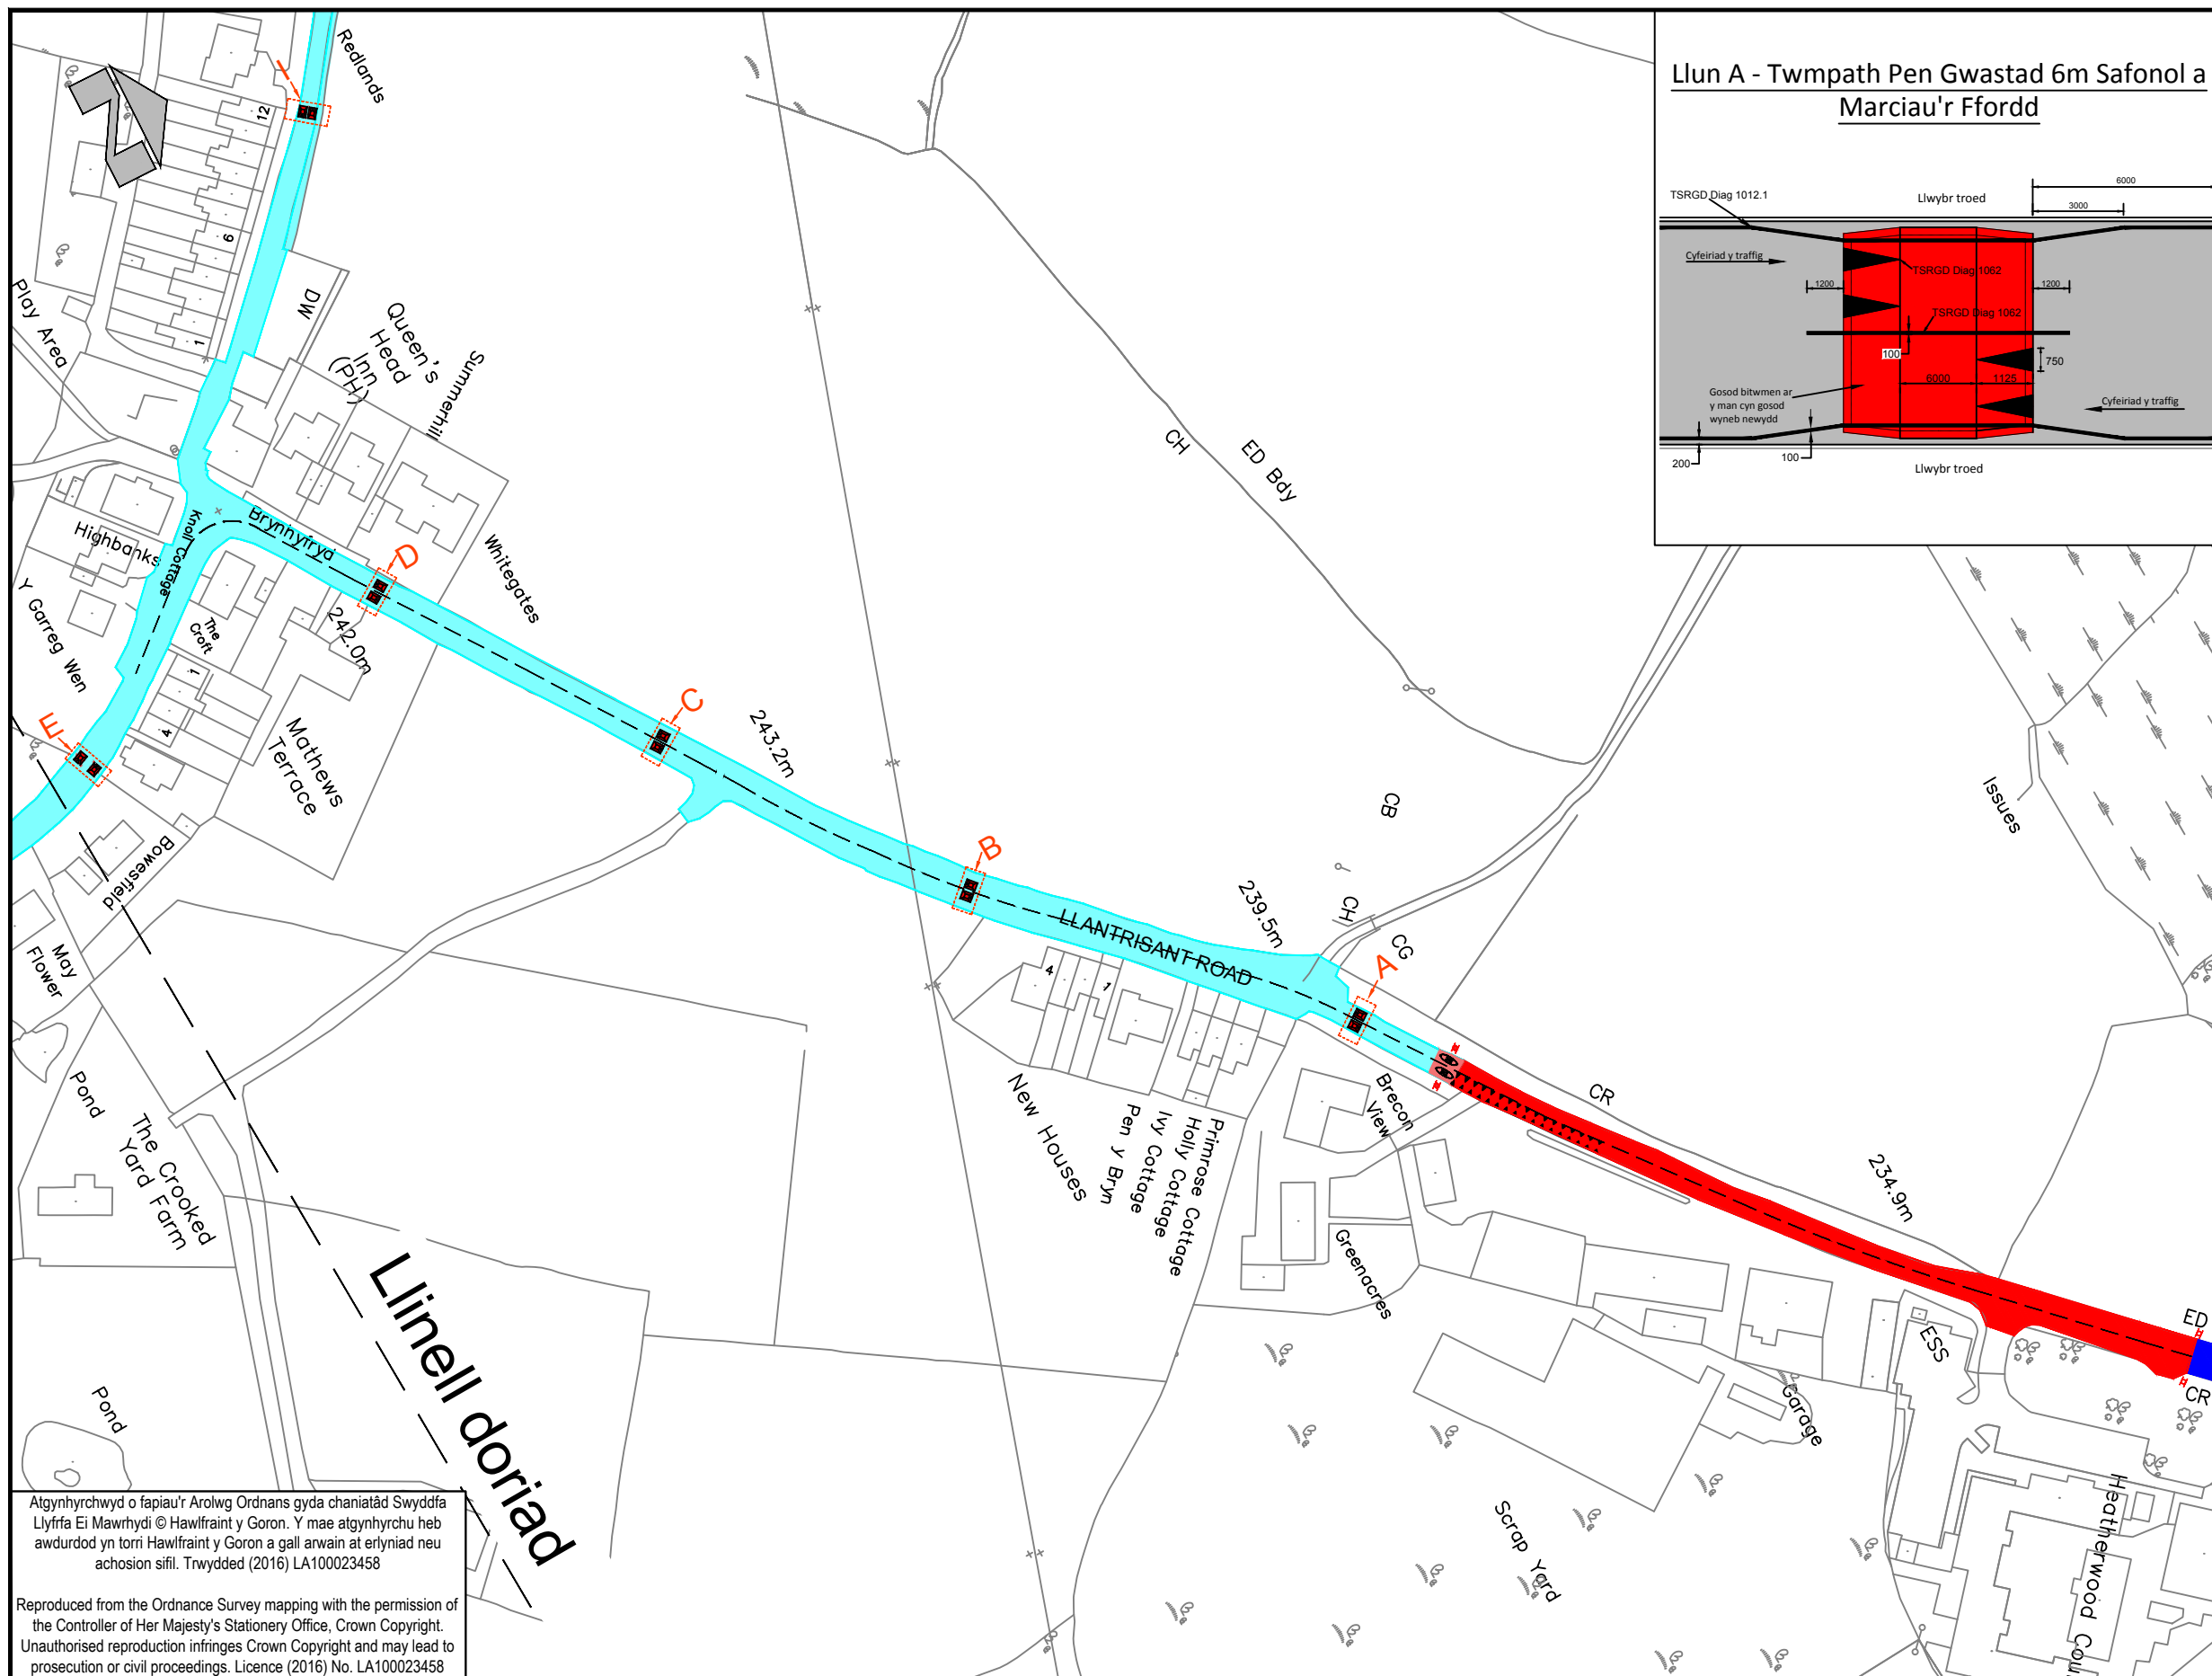 Llun A - Twmpath Pen Gwastad 6m Safonol a
Marciau'r Ffordd
TSRGD Diag 1012.1
Llwybr troed
6000
3000
Cyfeiriad y traffig
TSRGD Diag 1062
1200
1200
TSRGD Diag 1062
100
750
6000
1125
Gosod bitwmen ar
y man cyn gosod
wyneb newydd
Cyfeiriad y traffig
200
100
Llwybr troed
I
Redlands
12
6
1
Play Area
DW
Queen's
Head
Inn
(PH)
Summerhill
Brynhyfryd
Highbanks
Knoll Cottage
D
Whitegates
242.0m
Y Garreg Wen
The
Croft
1
4
E
Mathews
Terrace
C
243.2m
CH
ED Bdy
Issues
CB
B
Bowesfield
May
Flower
LLANTRISANT ROAD
239.5m
CH
CG
A
4
1
New Houses
Pen y Bryn
Ivy Cottage
Holly Cottage
Primrose Cottage
Brecon
View
CR
234.9m
Pond
The Crooked
Yard Farm
Greenacres
ED
CR
ESS
Garage
Llinell doriad
Pond
Scrap Yard
Heatherwood Cou
Atgynhyrchwyd o fapiau'r Arolwg Ordnans gyda chaniatâd Swyddfa
Llyfrfa Ei Mawrhydi © Hawlfraint y Goron. Y mae atgynhyrchu heb
awdurdod yn torri Hawlfraint y Goron a gall arwain at erlyniad neu
achosion sifil. Trwydded (2016) LA100023458
Reproduced from the Ordnance Survey mapping with the permission of
the Controller of Her Majesty's Stationery Office, Crown Copyright.
Unauthorised reproduction infringes Crown Copyright and may lead to
prosecution or civil proceedings. Licence (2016) No. LA100023458